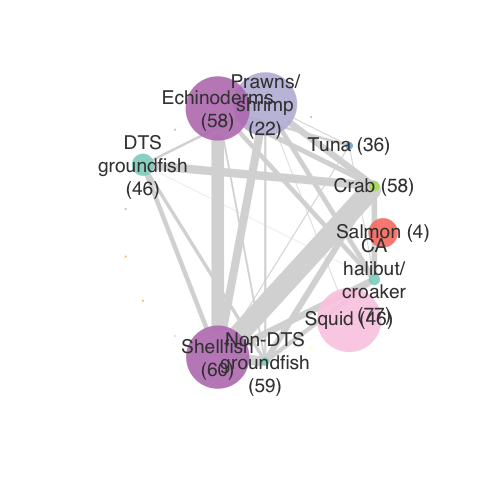 Prawns/
shrimp
(22)
Echinoderms
(58)
DTS
groundfish
(46)
Tuna (36)
Crab (58)
Salmon (4)
CA
halibut/
croaker
(77)
Squid (46)
Shellfish
(60)
Non-DTS
groundfish
(59)